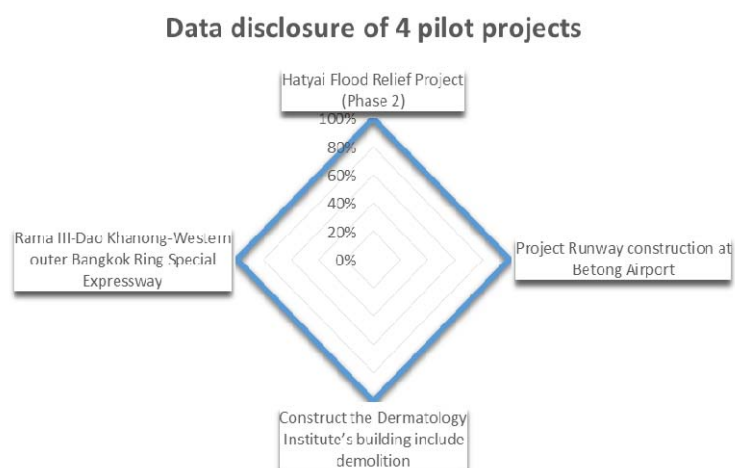 Data disclosure of 4 pilot projects
Hatyai Flood Relief Project
(Phase 2)
100%
80%
60%
40%
20%
0%
Rama III-Dao Khanong-Western
outer Bangkok Ring Special
Expressway
Project Runway construction at
Betong Airport
Construct the Dermatology
Institute's building include
demolition